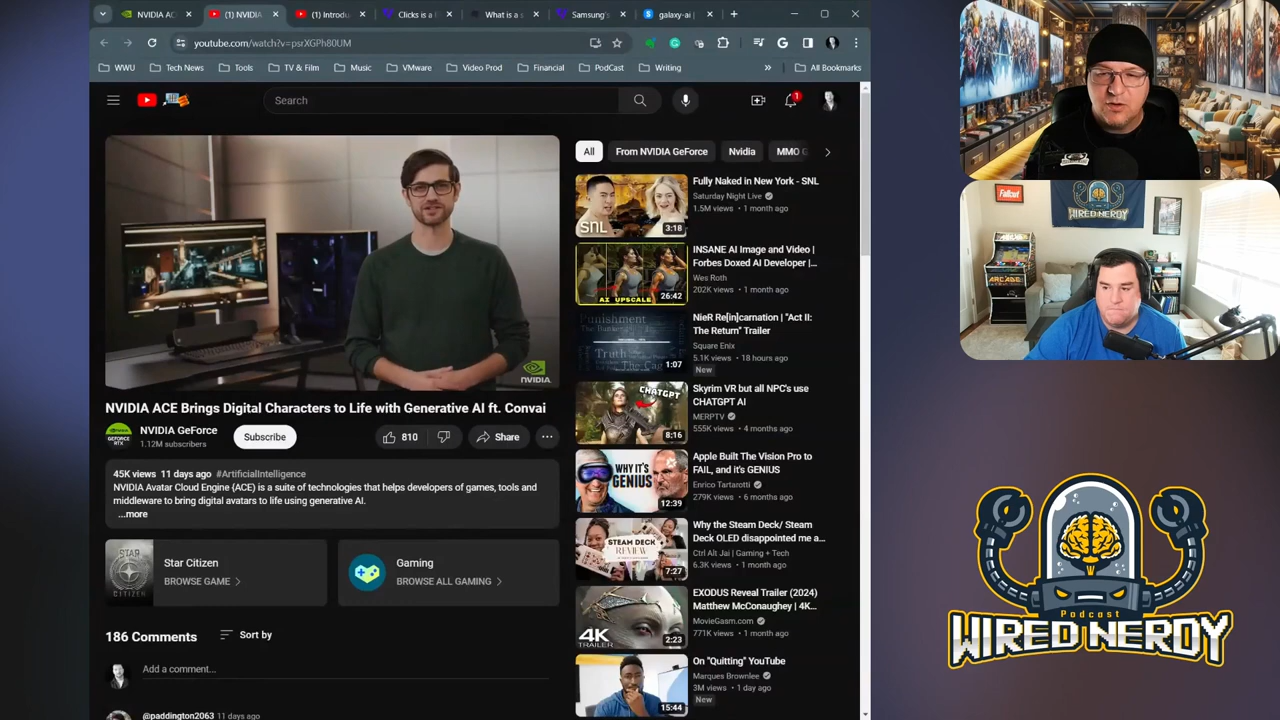 NVIDIA AC
(1) NVIDIA
(1) Introdu
Clicks is a
What is a s
Samsung's
galaxy-ai |
youtube.com/watch?v=psrXGPh80UM
WWU
Tech News
Tools
TV & Film
Music
VMware
Video Prod
Financial
PodCast
Writing
All Bookmarks
Search
1
All
From NVIDIA GeForce
Nvidia
MMO G
NVIDIA
NVIDIA ACE Brings Digital Characters to Life with Generative AI ft. Convai
NVIDIA GeForce
1.12M subscribers
Subscribe
810
Share
45K views 11 days ago #ArtificialIntelligence
NVIDIA Avatar Cloud Engine (ACE) is a suite of technologies that helps developers of games, tools and
middleware to bring digital avatars to life using generative AI.
...more
STAR
CITIZEN
Star Citizen
BROWSE GAME
Gaming
BROWSE ALL GAMING
186 Comments
Sort by
Add a comment...
@paddington2063 11 days ago
SNL
3:18
Fully Naked in New York - SNL
Saturday Night Live
1.5M views • 1 month ago
AI UPSCALE
26:42
INSANE AI Image and Video |
Forbes Doxed AI Developer |...
Wes Roth
202K views • 1 month ago
Punishment
Truth
The Cag
1:07
NieR Re[in]carnation | "Act II:
The Return" Trailer
Square Enix
5.1K views • 18 hours ago
New
CHATGPT
8:16
Skyrim VR but all NPC's use
CHATGPT AI
MERPTV
555K views • 4 months ago
WHY IT'S
GENIUS
12:39
Apple Built The Vision Pro to
FAIL, and it's GENIUS
Enrico Tartarotti
279K views • 6 months ago
STEAM DECK
REVIEW
7:27
Why the Steam Deck/ Steam
Deck OLED disappointed me a...
Ctrl Alt Jai | Gaming + Tech
6.3K views • 1 month ago
4K
TRAILER
2:23
EXODUS Reveal Trailer (2024)
Matthew McConaughey | 4K...
MovieGasm.com
771K views • 1 month ago
15:44
On "Quitting" YouTube
Marques Brownlee
3M views • 1 day ago
New
Fallout
WIRED NERDY
ARCADE
Podcast
WIRED NERDY